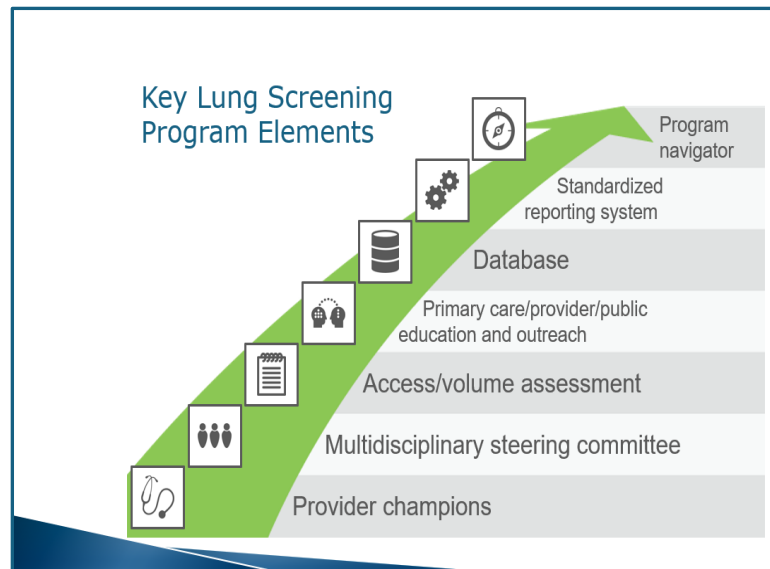 Key Lung Screening
Program Elements
Program
navigator
Standardized
reporting system
Database
Primary care/provider/public
education and outreach
Access/volume assessment
Multidisciplinary steering committee
Provider champions